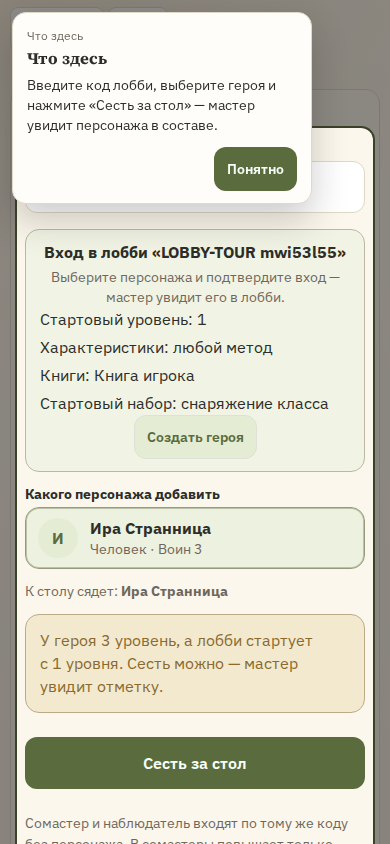 Что здесь
Что здесь
Введите код лобби, выберите героя и
нажмите «Сесть за стол» — мастер
увидит персонажа в составе.
Понятно
Вход в лобби «LOBBY-TOUR mwi53l55»
Выберите персонажа и подтвердите вход —
мастер увидит его в лобби.
Стартовый уровень: 1
Характеристики: любой метод
Книги: Книга игрока
Стартовый набор: снаряжение класса
Создать героя
Какого персонажа добавить
И
Ира Странница
Человек · Воин 3
К столу сядет: Ира Странница
У героя 3 уровень, а лобби стартует
с 1 уровня. Сесть можно — мастер
увидит отметку.
Сесть за стол
Сомастер и наблюдатель входят по тому же коду
без персонажа. В сомастеры повышает только